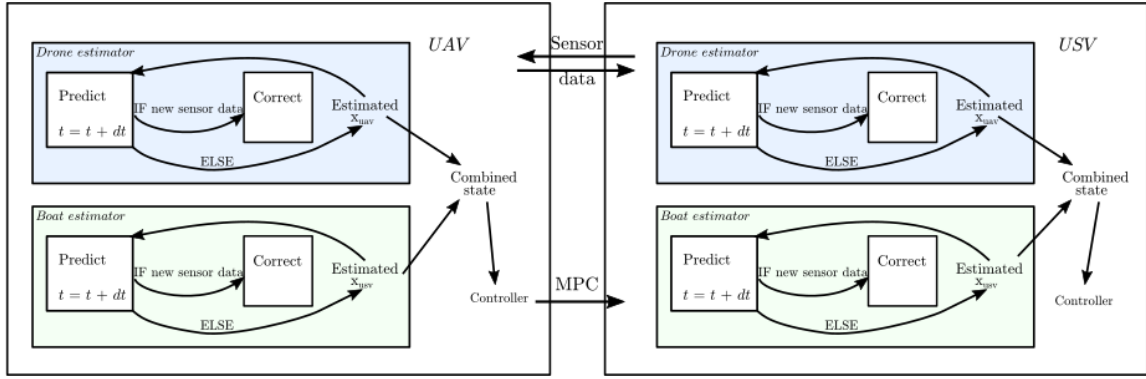 UAV
Drone estimator
Predict
t = t + dt
IF new sensor data
Correct
ELSE
Estimated
x_uav
Boat estimator
Predict
t = t + dt
IF new sensor data
Correct
ELSE
Estimated
x_usv
Combined
state
Controller
Sensor
data
MPC
USV
Drone estimator
Predict
t = t + dt
IF new sensor data
Correct
ELSE
Estimated
x_uav
Boat estimator
Predict
t = t + dt
IF new sensor data
Correct
ELSE
Estimated
x_usv
Combined
state
Controller